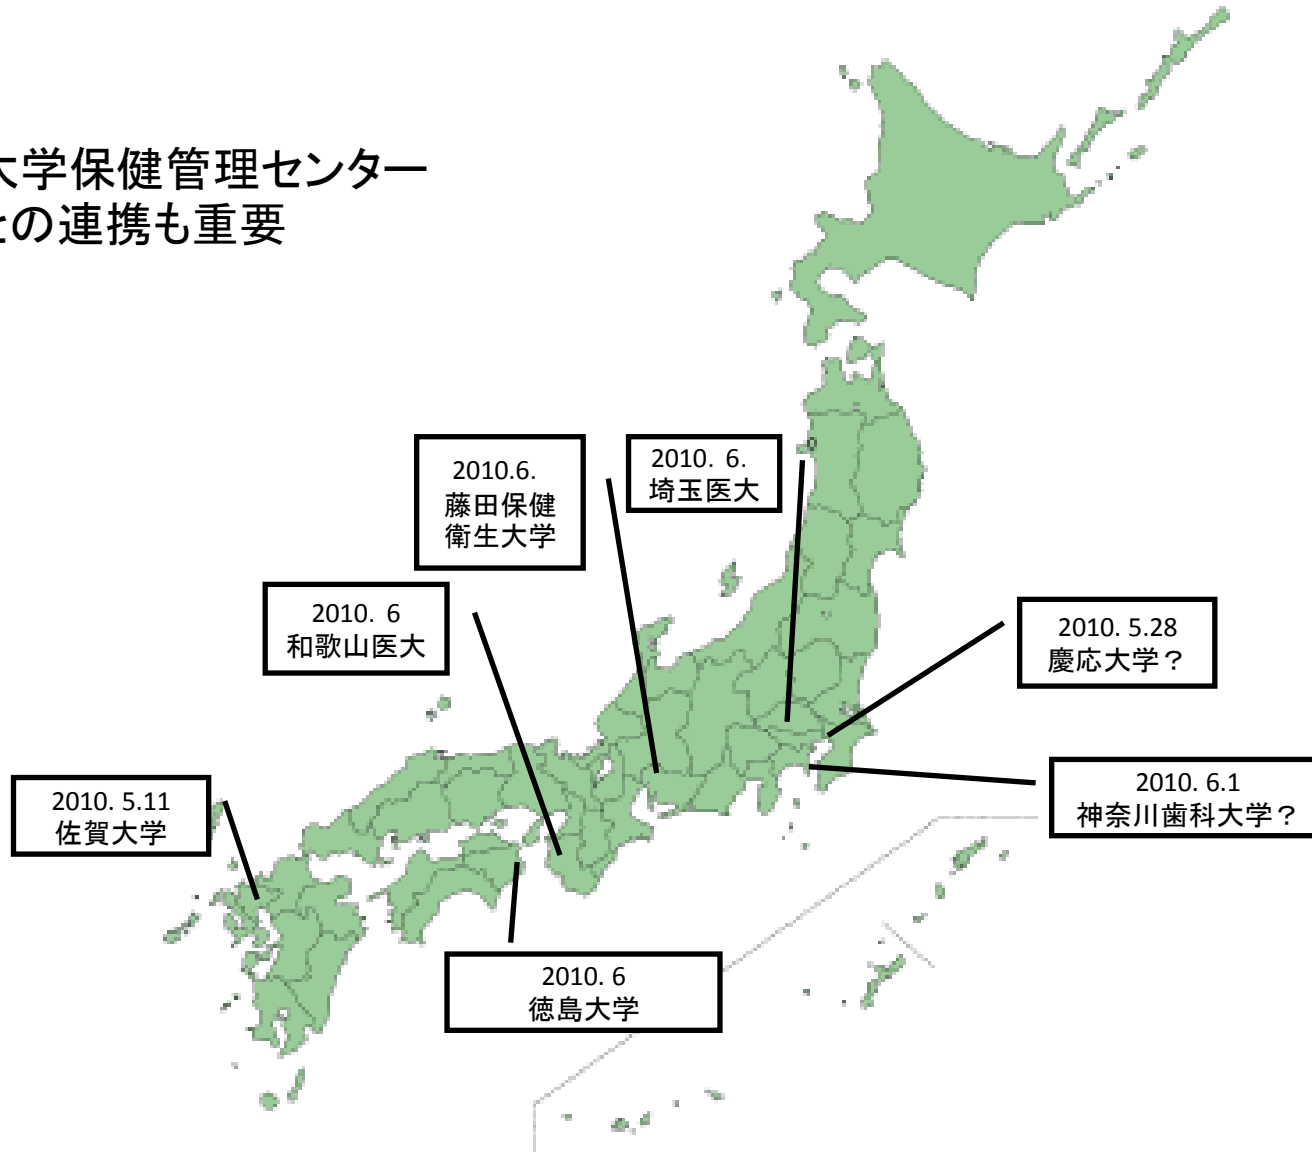 大学保健管理センター
との連携も重要
2010.6.
藤田保健
衛生大学
2010. 6.
埼玉医大
2010. 6
和歌山医大
2010. 5.28
慶応大学？
2010. 5.11
佐賀大学
2010. 6.1
神奈川歯科大学？
2010. 6
徳島大学